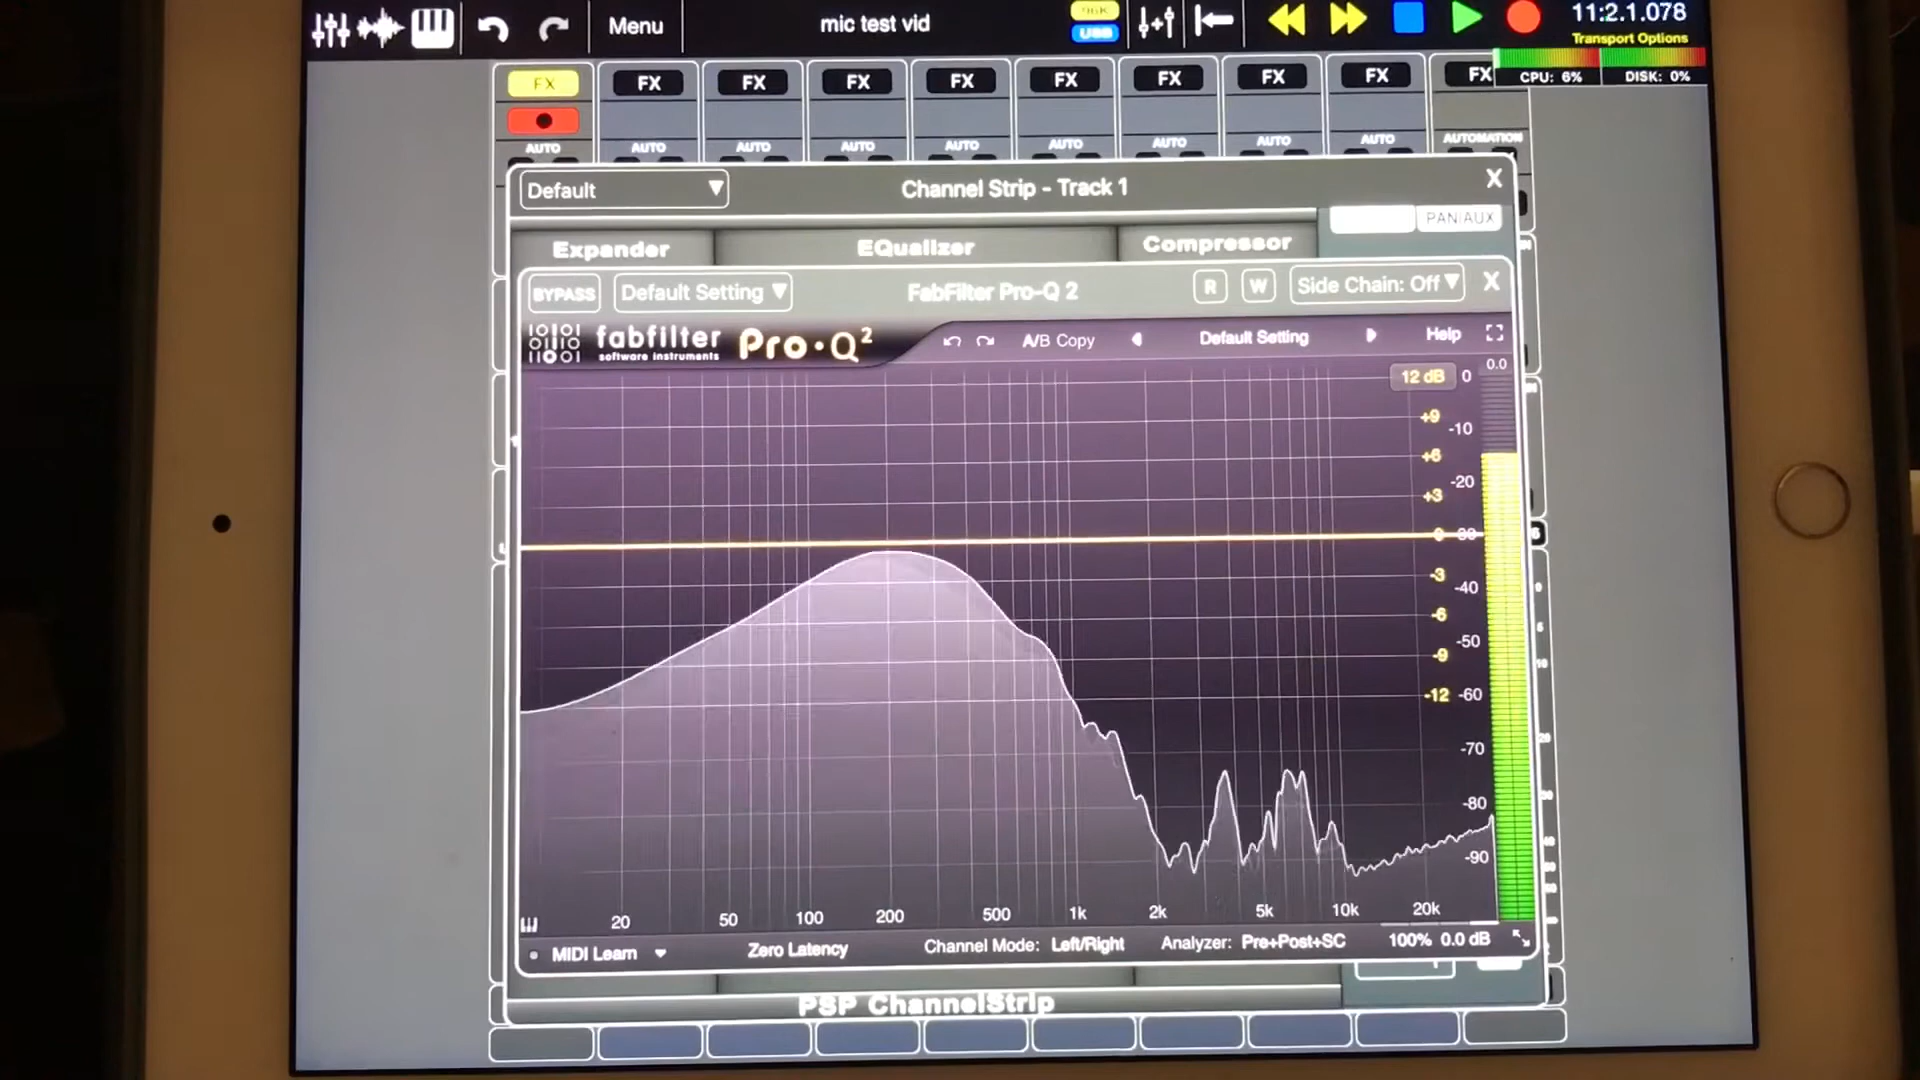 Menu
mic test vid
96K
USB
11:2.1.078
Transport Options
CPU: 6%
DISK: 0%
FX FX FX FX FX FX FX FX FX FX
AUTO AUTO AUTO AUTO AUTO AUTO AUTO AUTO AUTO AUTOMATION
Default
Channel Strip - Track 1
X
PAN/AUX
Expander
EQualizer
Compressor
BYPASS
Default Setting
FabFilter Pro-Q 2
R
W
Side Chain: Off
X
fabfilter
software instruments
Pro·Q2
A/B Copy
Default Setting
Help
12 dB 0 0.0
+9 -10
+6
+3 -20
0 -30
-3 -40
-6
-9 -50
-12 -60
-70
-80
-90
20 50 100 200 500 1k 2k 5k 10k 20k
MIDI Learn
Zero Latency
Channel Mode: Left/Right
Analyzer: Pre+Post+SC
100% 0.0 dB
PSP ChannelStrip